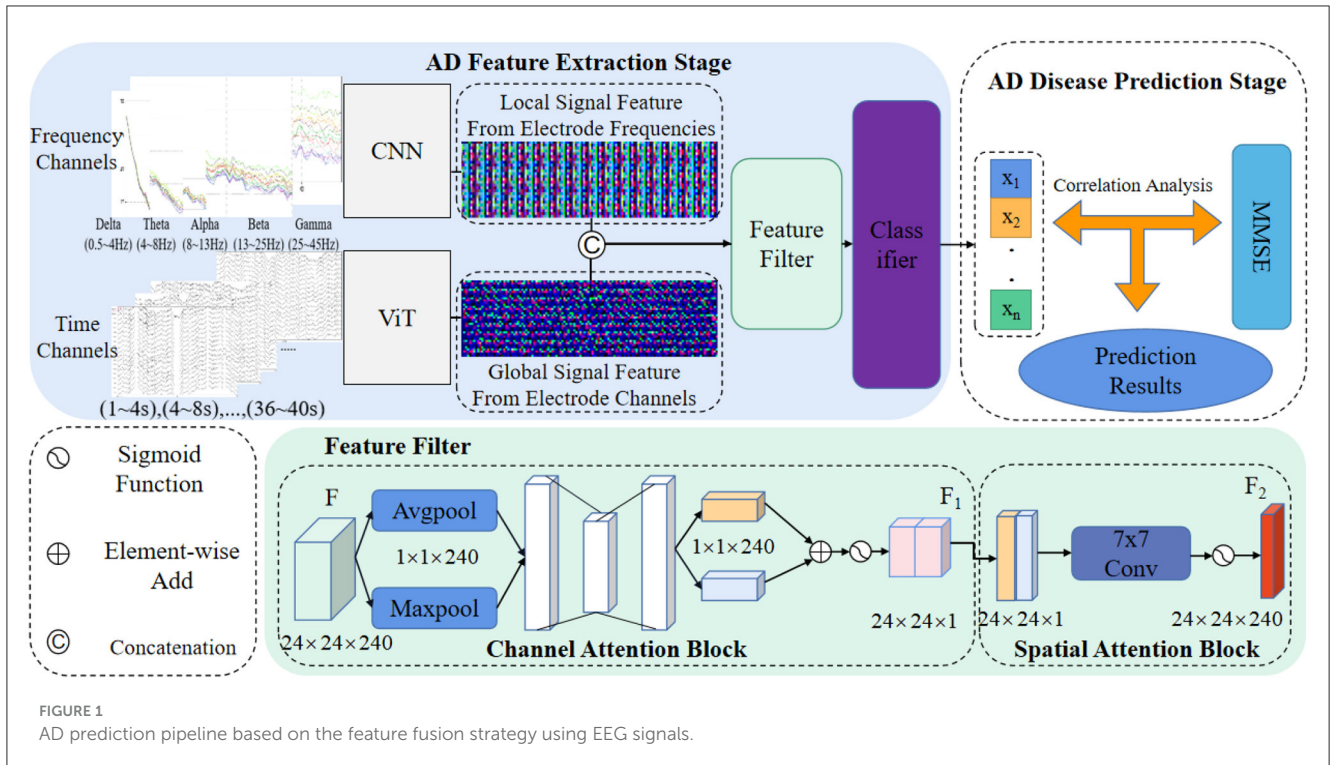 AD Feature Extraction Stage
Frequency
Channels
Delta Theta Alpha Beta Gamma
(0.5~4Hz) (4~8Hz) (8~13Hz) (13~25Hz) (25~45Hz)
CNN
Local Signal Feature
From Electrode Frequencies
C
Time
Channels
.....
(1~4s),(4~8s),...,(36~40s)
ViT
Global Signal Feature
From Electrode Channels
Feature
Filter
Class
ifier
AD Disease Prediction Stage
x1
x2
.
.
xn
Correlation Analysis
MMSE
Prediction
Results
Sigmoid
Function
Element-wise
Add
C Concatenation
Feature Filter
F
24×24×240
Avgpool
1×1×240
Maxpool
1×1×240
F1
24×24×1
Channel Attention Block
24×24×1
7x7
Conv
F2
24×24×240
Spatial Attention Block
FIGURE 1
AD prediction pipeline based on the feature fusion strategy using EEG signals.